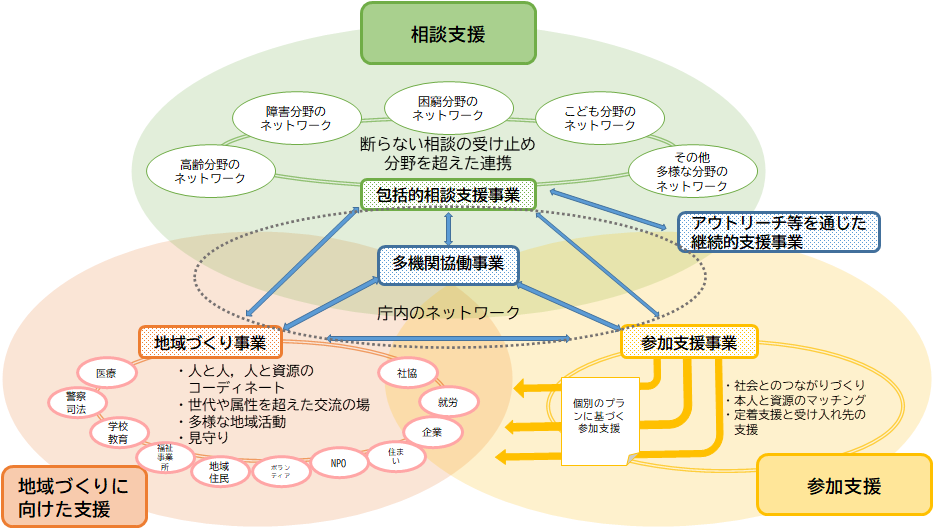 相談支援
困窮分野の
ネットワーク
障害分野の
ネットワーク
こども分野の
ネットワーク
断らない相談の受け止め
分野を超えた連携
高齢分野の
ネットワーク
その他
多様な分野の
ネットワーク
包括的相談支援事業
アウトリーチ等を通じた
継続的支援事業
多機関協働事業
庁内のネットワーク
地域づくり事業
参加支援事業
・人と人，人と資源の
コーディネート
・世代や属性を超えた交流の場
・多様な地域活動
・見守り
医療
警察
司法
学校
教育
福祉
事業
所
地域
住民
ボラン
ティア
NPO
住ま
い
企業
就労
社協
個別のプラ
ンに基づく
参加支援
・社会とのつながりづくり
・本人と資源のマッチング
・定着支援と受け入れ先の
支援
地域づくりに
向けた支援
参加支援